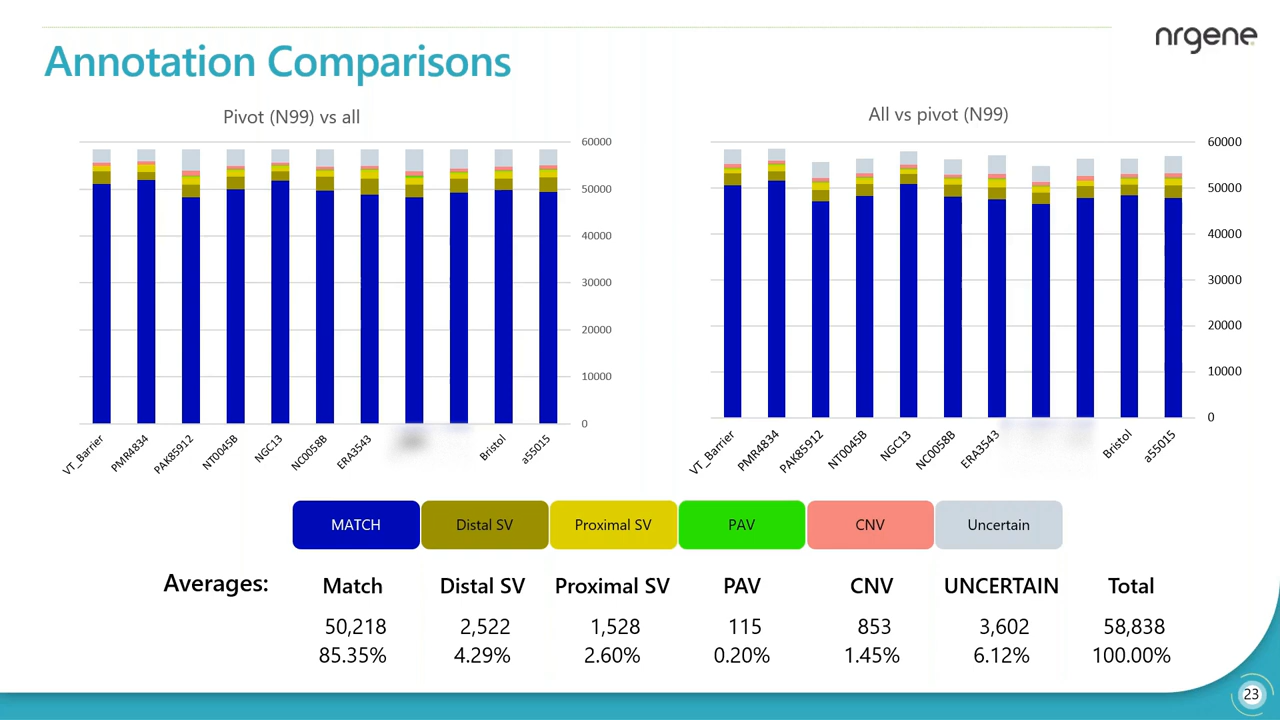 nrgene
Annotation Comparisons
Pivot (N99) vs all
60000
50000
40000
30000
20000
10000
0
VT_Barrier
PMR4834
PAK85912
NT0045B
NGC13
NC0058B
ERA3543
Bristol
a55015
All vs pivot (N99)
60000
50000
40000
30000
20000
10000
0
VT_Barrier
PMR4834
PAK85912
NT0045B
NGC13
NC0058B
ERA3543
Bristol
a55015
MATCH Distal SV Proximal SV PAV CNV Uncertain
Averages: Match Distal SV Proximal SV PAV CNV UNCERTAIN Total
50,218 2,522 1,528 115 853 3,602 58,838
85.35% 4.29% 2.60% 0.20% 1.45% 6.12% 100.00%
23